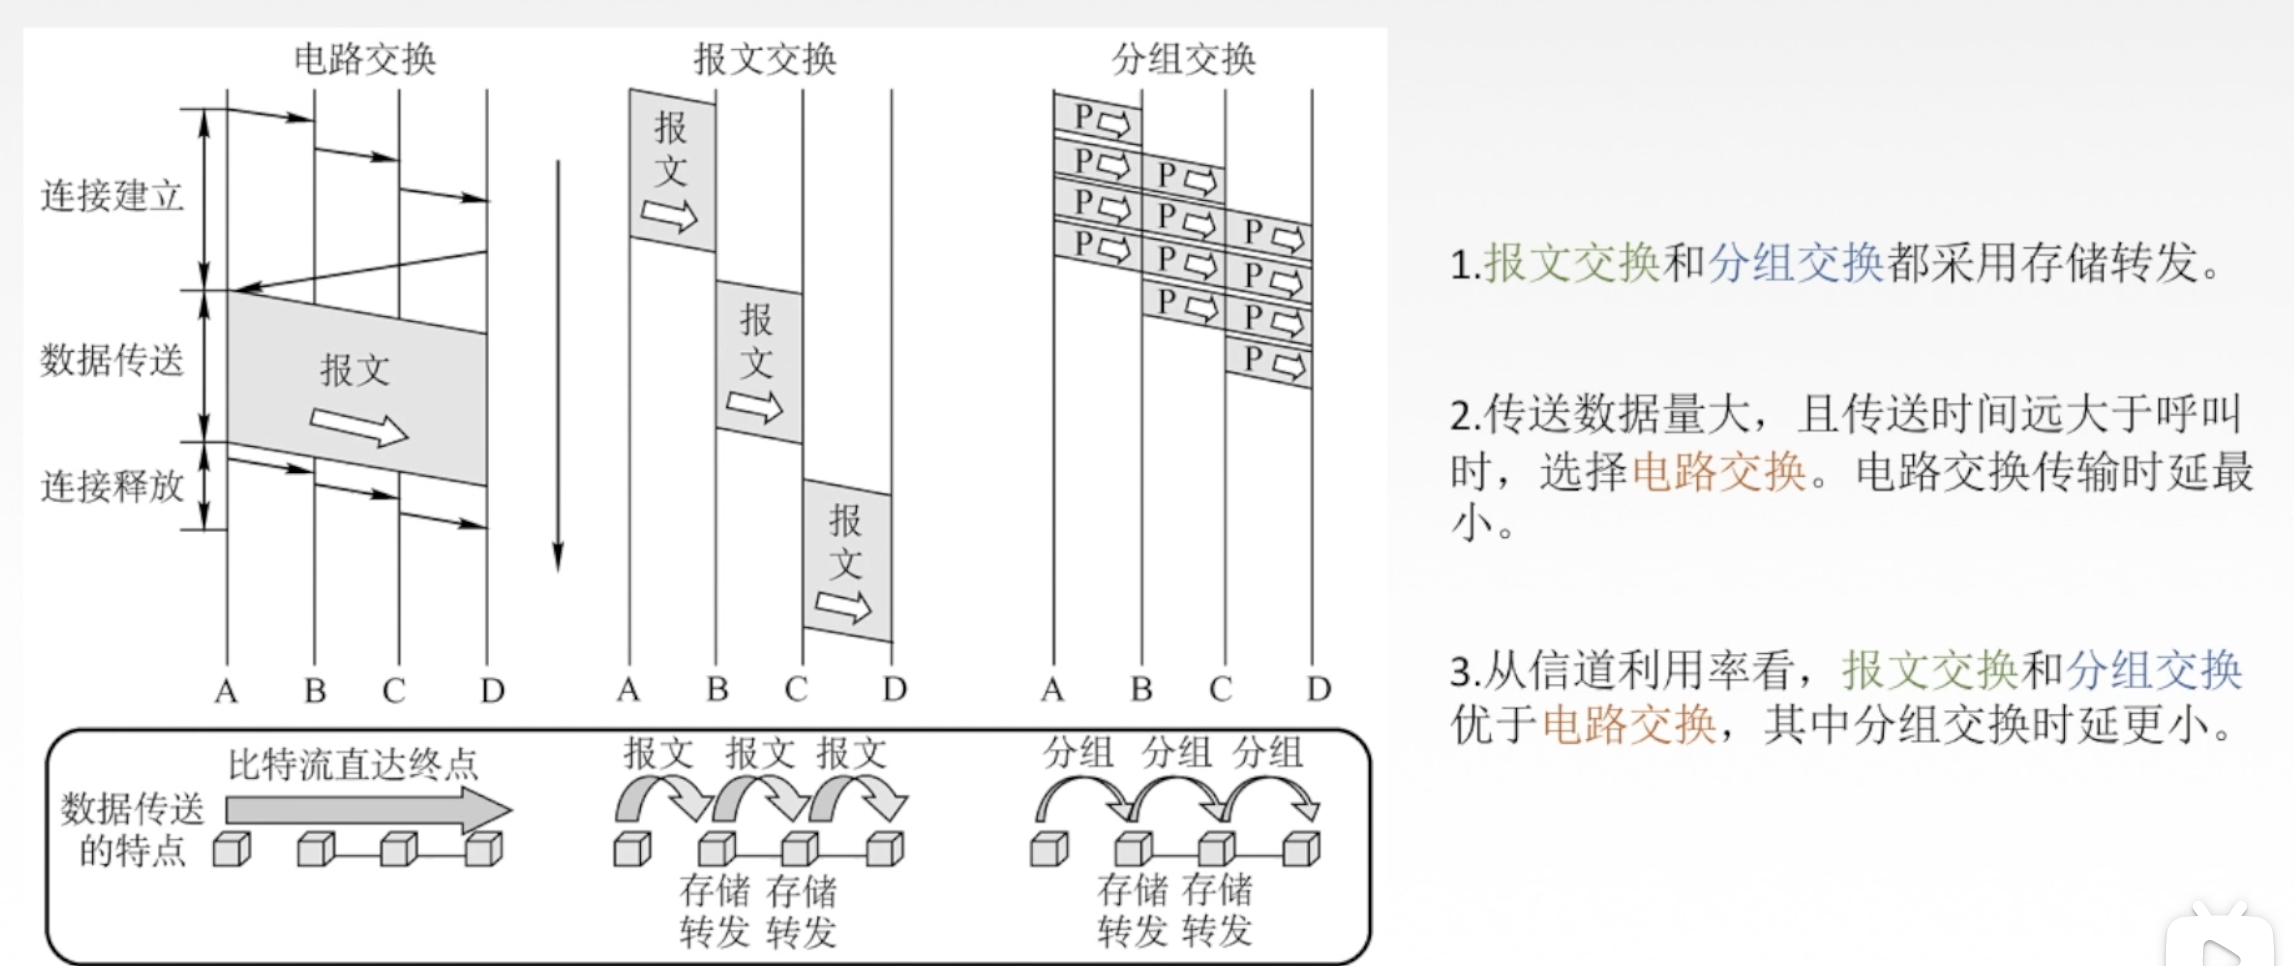 电路交换
报文交换
分组交换
连接建立
数据传送
连接释放
报文
报
文
报
文
报
文
P
P
P
P
P
P
P
P
P
P
P
P
A
B
C
D
A
B
C
D
A
B
C
D
数据传送
的特点
比特流直达终点
报文 报文 报文
存储 存储
转发 转发
分组 分组 分组
存储 存储
转发 转发
1.报文交换和分组交换都采用存储转发。
2.传送数据量大，且传送时间远大于呼叫
时，选择电路交换。电路交换传输时延最
小。
3.从信道利用率看，报文交换和分组交换
优于电路交换，其中分组交换时延更小。